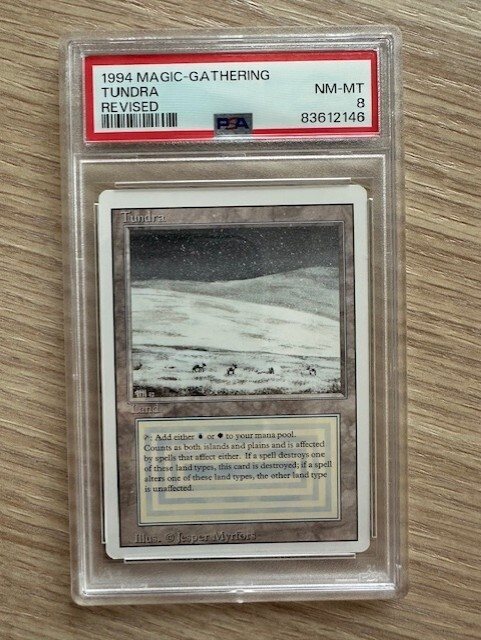 1994 MAGIC-GATHERING
TUNDRA
REVISED
NM-MT
8
83612146
PSA
Tundra
Land
: Add either or to your mana pool.
Counts as both islands and plains and is affected
by spells that affect either. If a spell destroys one
of these land types, this card is destroyed; if a spell
alters one of these land types, the other land type
is unaffected.
Illus. © Jesper Myrfors